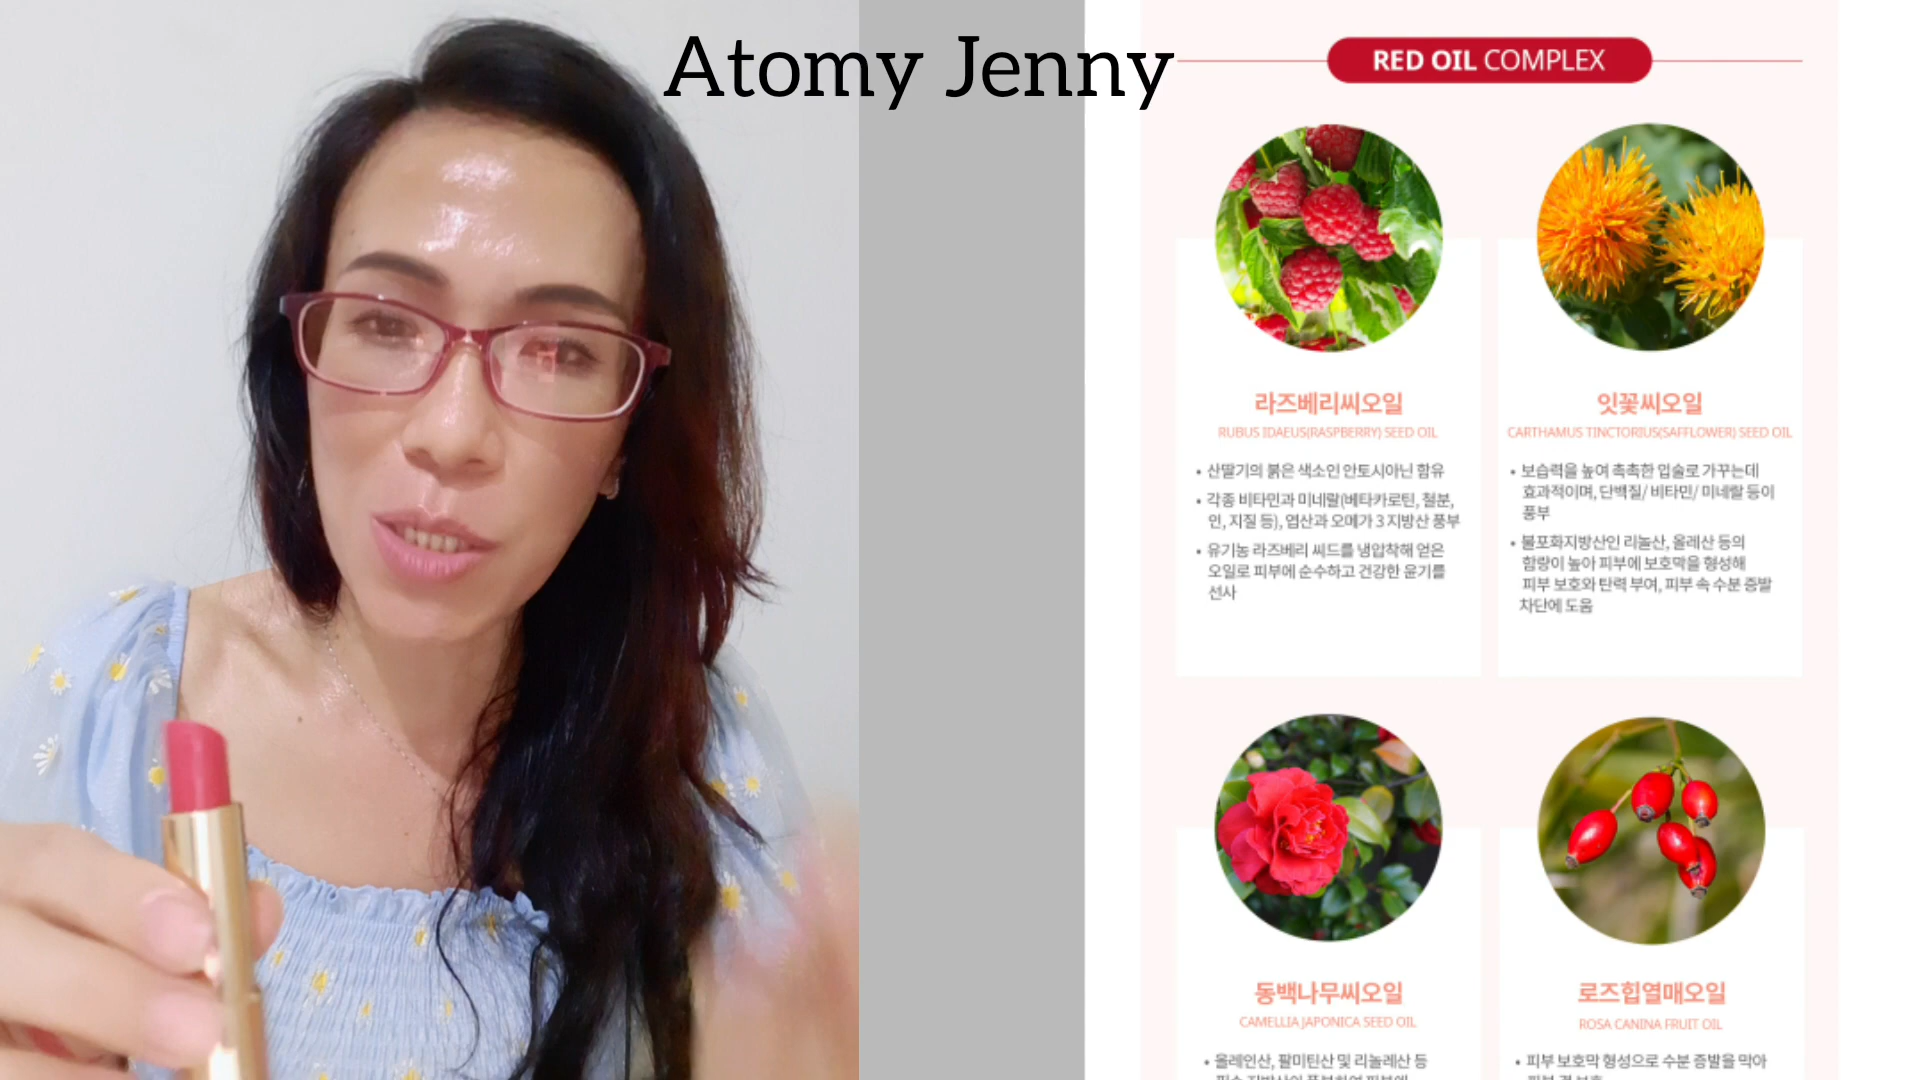 Atomy Jenny
RED OIL COMPLEX
라즈베리씨오일
RUBUS IDAEUS(RASPBERRY) SEED OIL
• 산딸기의 붉은 색소인 안토시아닌 함유
• 각종 비타민과 미네랄(베타카로틴, 철분,
인, 지질 등), 엽산과 오메가 3 지방산 풍부
• 유기농 라즈베리 씨드를 냉압착해 얻은
오일로 피부에 순수하고 건강한 윤기를
선사
잇꽃씨오일
CARTHAMUS TINCTORIUS(SAFFLOWER) SEED OIL
• 보습력을 높여 촉촉한 입술로 가꾸는데
효과적이며, 단백질/ 비타민/ 미네랄 등이
풍부
• 불포화지방산인 리놀산, 올레산 등의
함량이 높아 피부에 보호막을 형성해
피부 보호와 탄력 부여, 피부 속 수분 증발
차단에 도움
동백나무씨오일
CAMELLIA JAPONICA SEED OIL
• 올레인산, 팔미틴산 및 리놀레산 등
로즈힙열매오일
ROSA CANINA FRUIT OIL
• 피부 보호막 형성으로 수분 증발을 막아